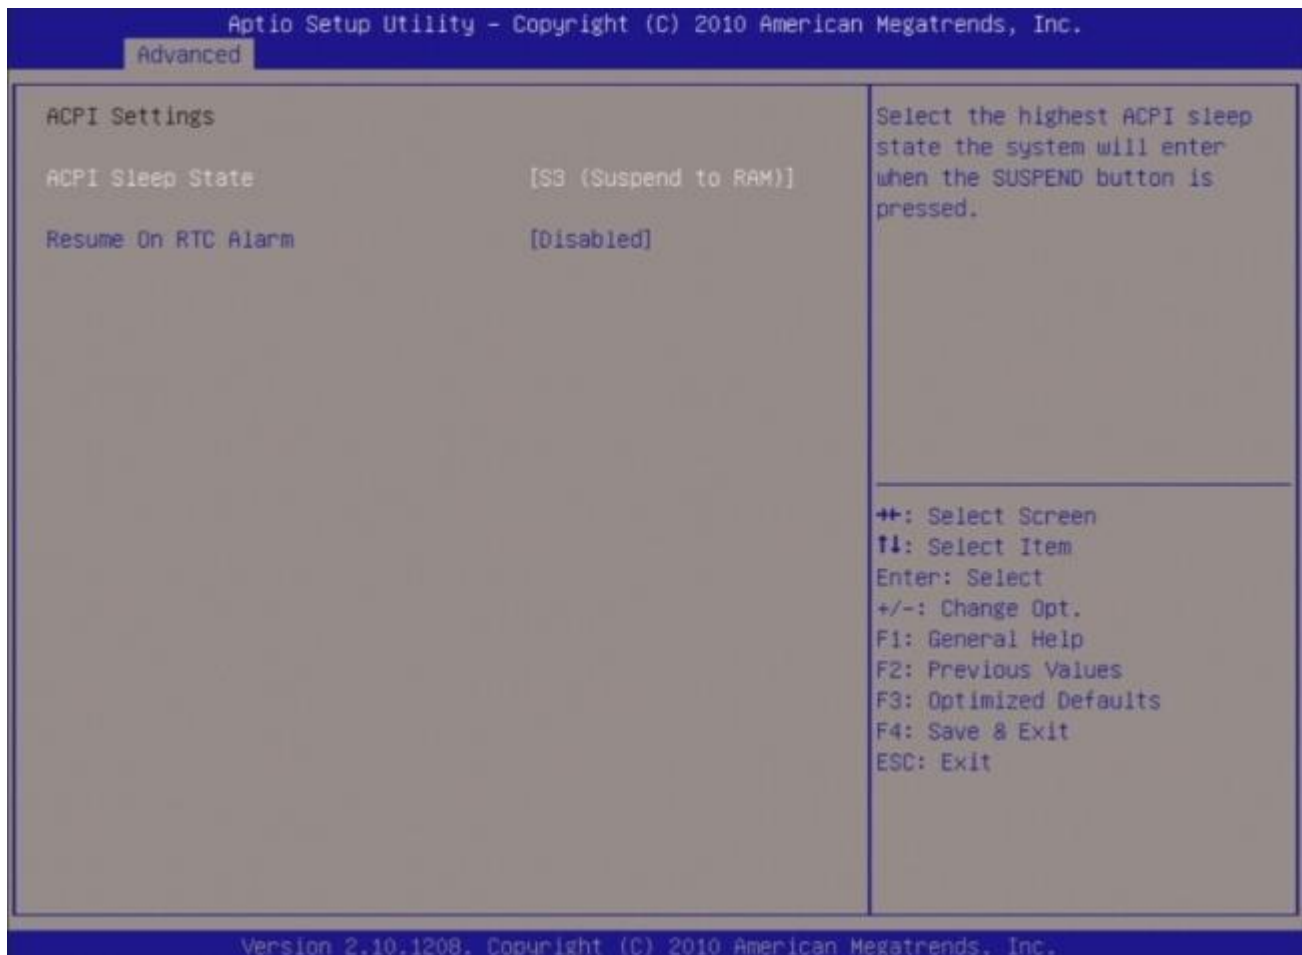 Aptio Setup Utility – Copyright (C) 2010 American Megatrends, Inc.
Advanced
ACPI Settings
ACPI Sleep State [S3 (Suspend to RAM)]
Resume On RTC Alarm [Disabled]
Select the highest ACPI sleep
state the system will enter
when the SUSPEND button is
pressed.
→←: Select Screen
↑↓: Select Item
Enter: Select
+/-: Change Opt.
F1: General Help
F2: Previous Values
F3: Optimized Defaults
F4: Save & Exit
ESC: Exit
Version 2.10.1208. Copyright (C) 2010 American Megatrends, Inc.